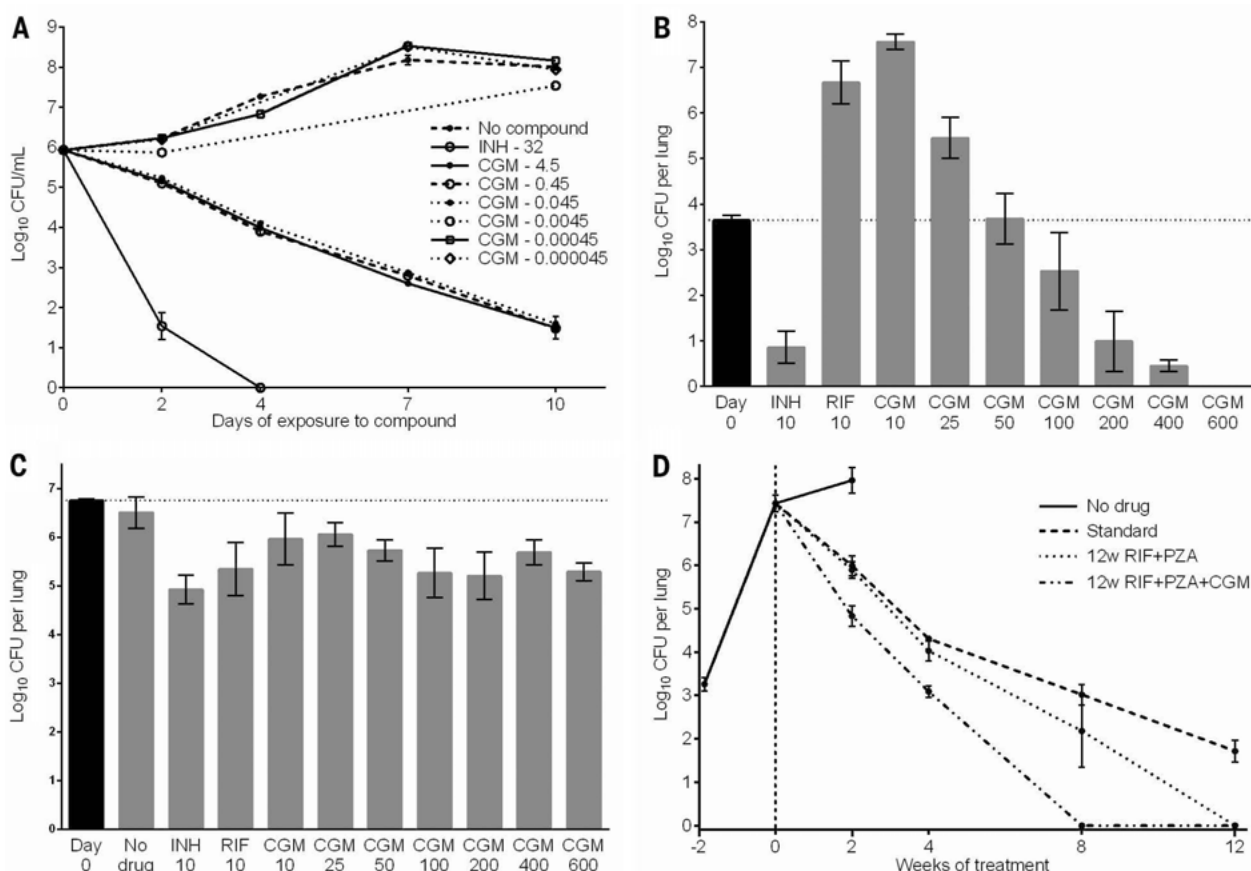 A
Log10 CFU/mL
9
8
7
6
5
4
3
2
1
0
No compound
INH - 32
CGM - 4.5
CGM - 0.45
CGM - 0.045
CGM - 0.0045
CGM - 0.00045
CGM - 0.000045
0 2 4 7 10
Days of exposure to compound
B
Log10 CFU per lung
8
7
6
5
4
3
2
1
0
Day INH RIF CGM CGM CGM CGM CGM CGM CGM
0 10 10 10 25 50 100 200 400 600
C
Log10 CFU per lung
7
6
5
4
3
2
1
0
Day No INH RIF CGM CGM CGM CGM CGM CGM CGM
0 drug 10 10 10 25 50 100 200 400 600
D
Log10 CFU per lung
8
7
6
5
4
3
2
1
0
No drug
Standard
12w RIF+PZA
12w RIF+PZA+CGM
-2 0 2 4 8 12
Weeks of treatment